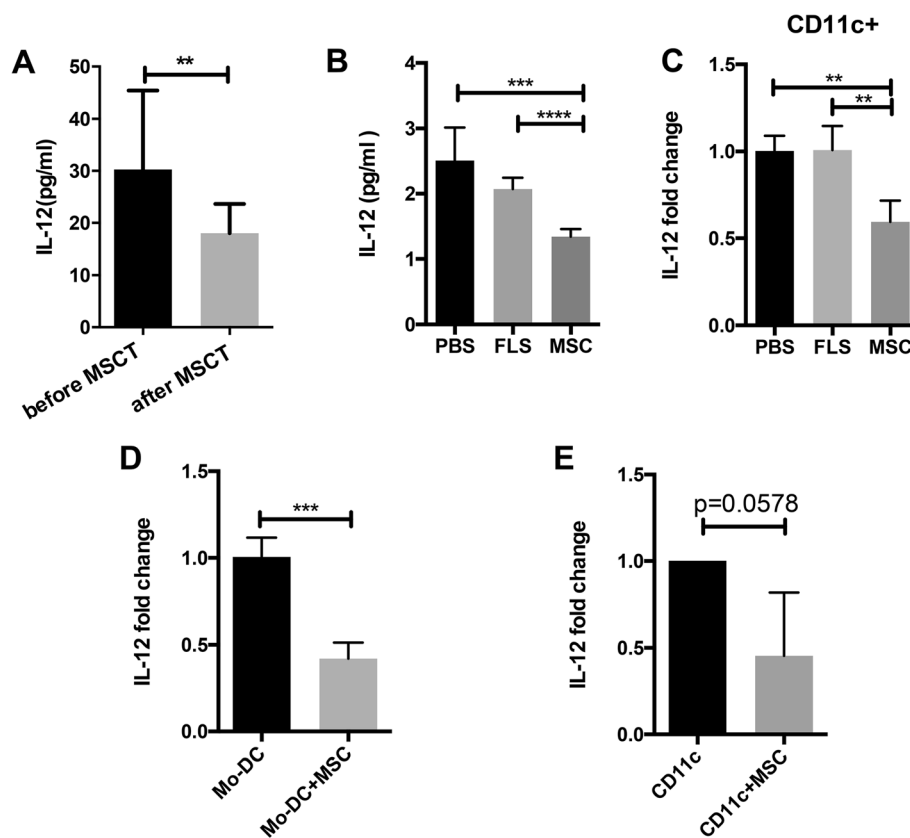 A
IL-12(pg/ml)
50
40
30
20
10
0
**
before MSCT
after MSCT
B
IL-12 (pg/ml )
4
3
2
1
0
***
****
PBS
FLS
MSC
CD11c+
C
IL-12 fold change
1.5
1.0
0.5
0.0
**
**
PBS
FLS
MSC
D
IL-12 fold change
1.5
1.0
0.5
0.0
***
Mo-DC
Mo-DC+MSC
E
IL-12 fold change
1.5
1.0
0.5
0.0
p=0.0578
CD11c
CD11c+MSC